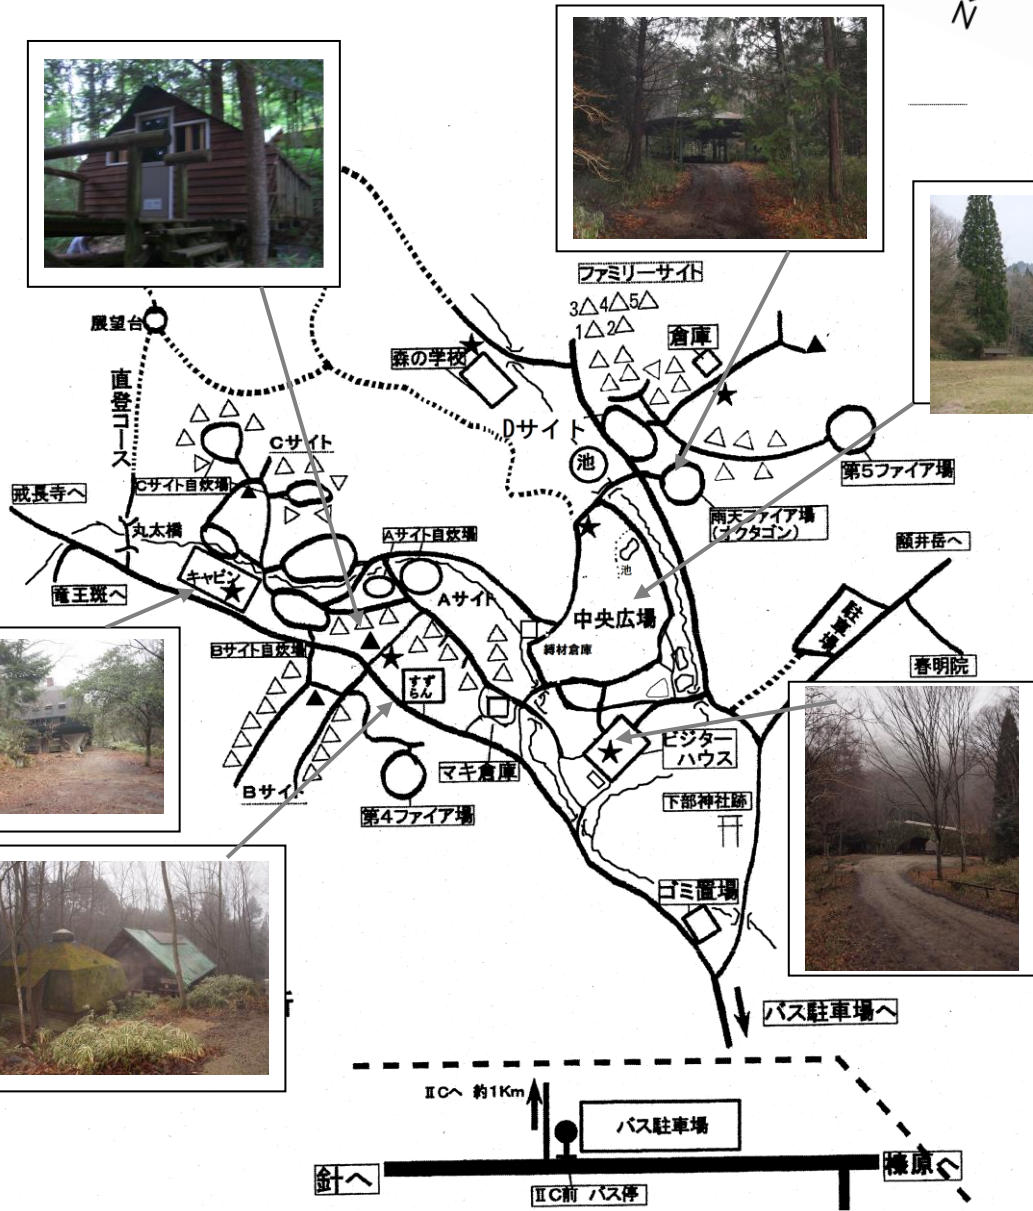 N
ファミリーサイト
3△4△5△
1△2△
展望台
森の学校
倉庫
直登コース
Dサイト
池
Cサイト
第5ファイア場
戒長寺へ
Cサイト自炊場
雨天ファイア場
(オクタゴン)
丸太橋
Aサイト自炊場
額井岳へ
キャビン
池
竜王斑へ
Aサイト
中央広場
駐車場
縛材倉庫
Bサイト自炊場
春明院
すず
らん
ビジター
ハウス
マキ倉庫
Bサイト
第4ファイア場
下部神社跡
ゴミ置場
バス駐車場へ
ⅡCへ 約1Km
バス駐車場
針へ
榛原へ
ⅡC前 バス停